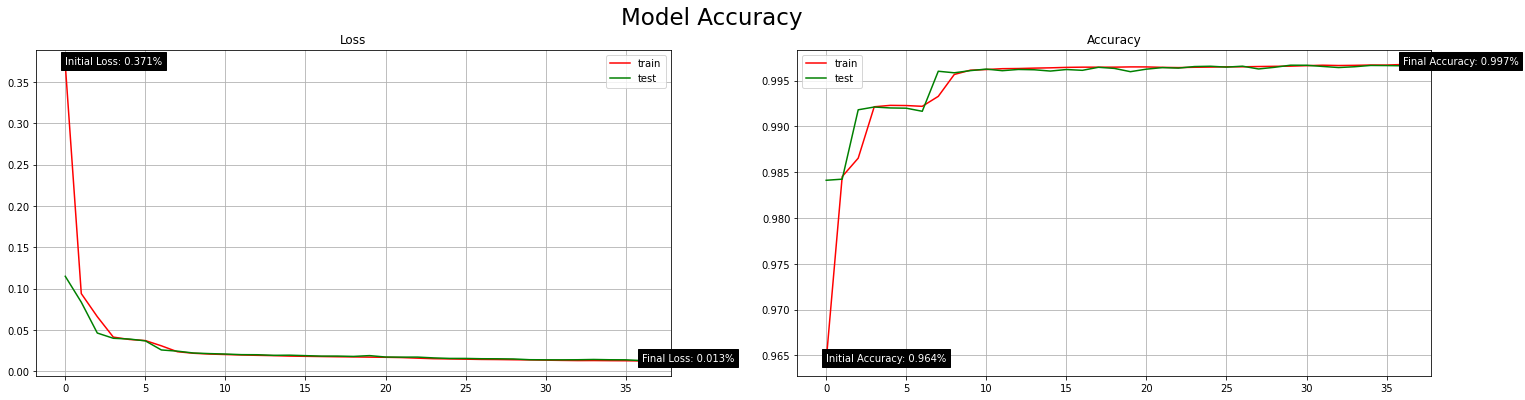 Model Accuracy
Loss
Initial Loss: 0.371%
train
test
0.35
0.30
0.25
0.20
0.15
0.10
0.05
0.00
Final Loss: 0.013%
0 5 10 15 20 25 30 35
Accuracy
train
test
Final Accuracy: 0.997%
0.995
0.990
0.985
0.980
0.975
0.970
0.965
Initial Accuracy: 0.964%
0 5 10 15 20 25 30 35